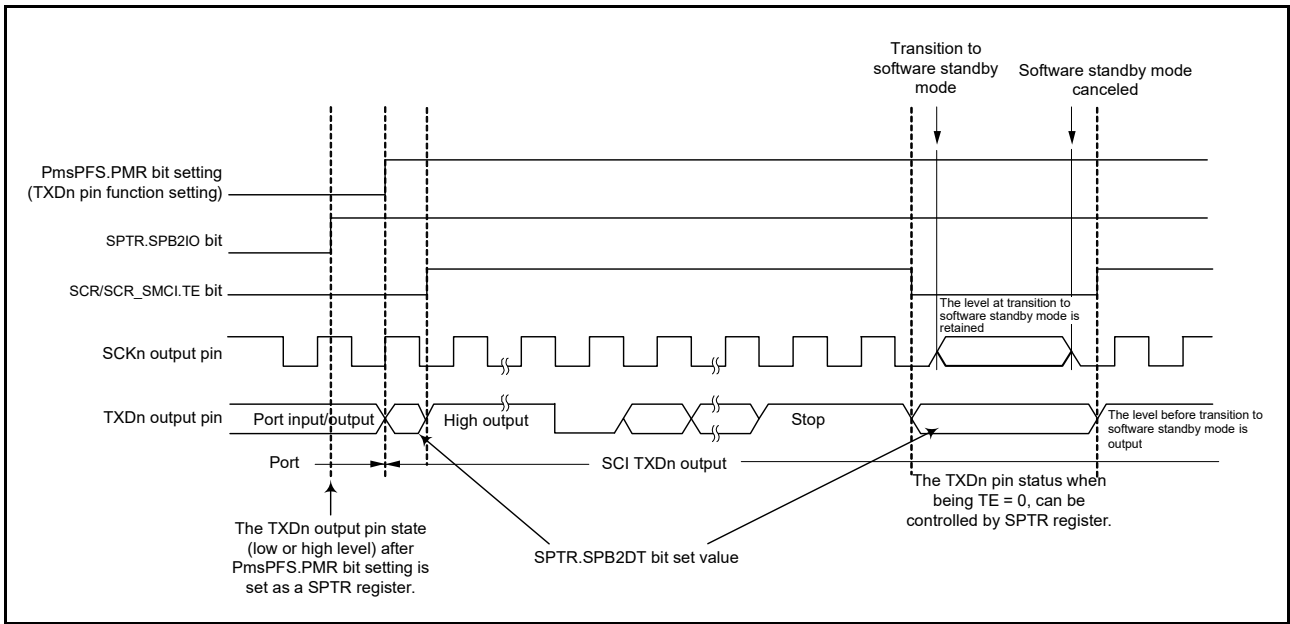 Transition to
software standby
mode
Software standby mode
canceled
PmsPFS.PMR bit setting
(TXDn pin function setting)
SPTR.SPB2IO bit
SCR/SCR_SMCI.TE bit
The level at transition to
software standby mode is
retained
SCKn output pin
TXDn output pin
Port input/output
High output
Stop
The level before transition to
software standby mode is
output
Port
SCI TXDn output
The TXDn pin status when
being TE = 0, can be
controlled by SPTR register.
The TXDn output pin state
(low or high level) after
PmsPFS.PMR bit setting is
set as a SPTR register.
SPTR.SPB2DT bit set value